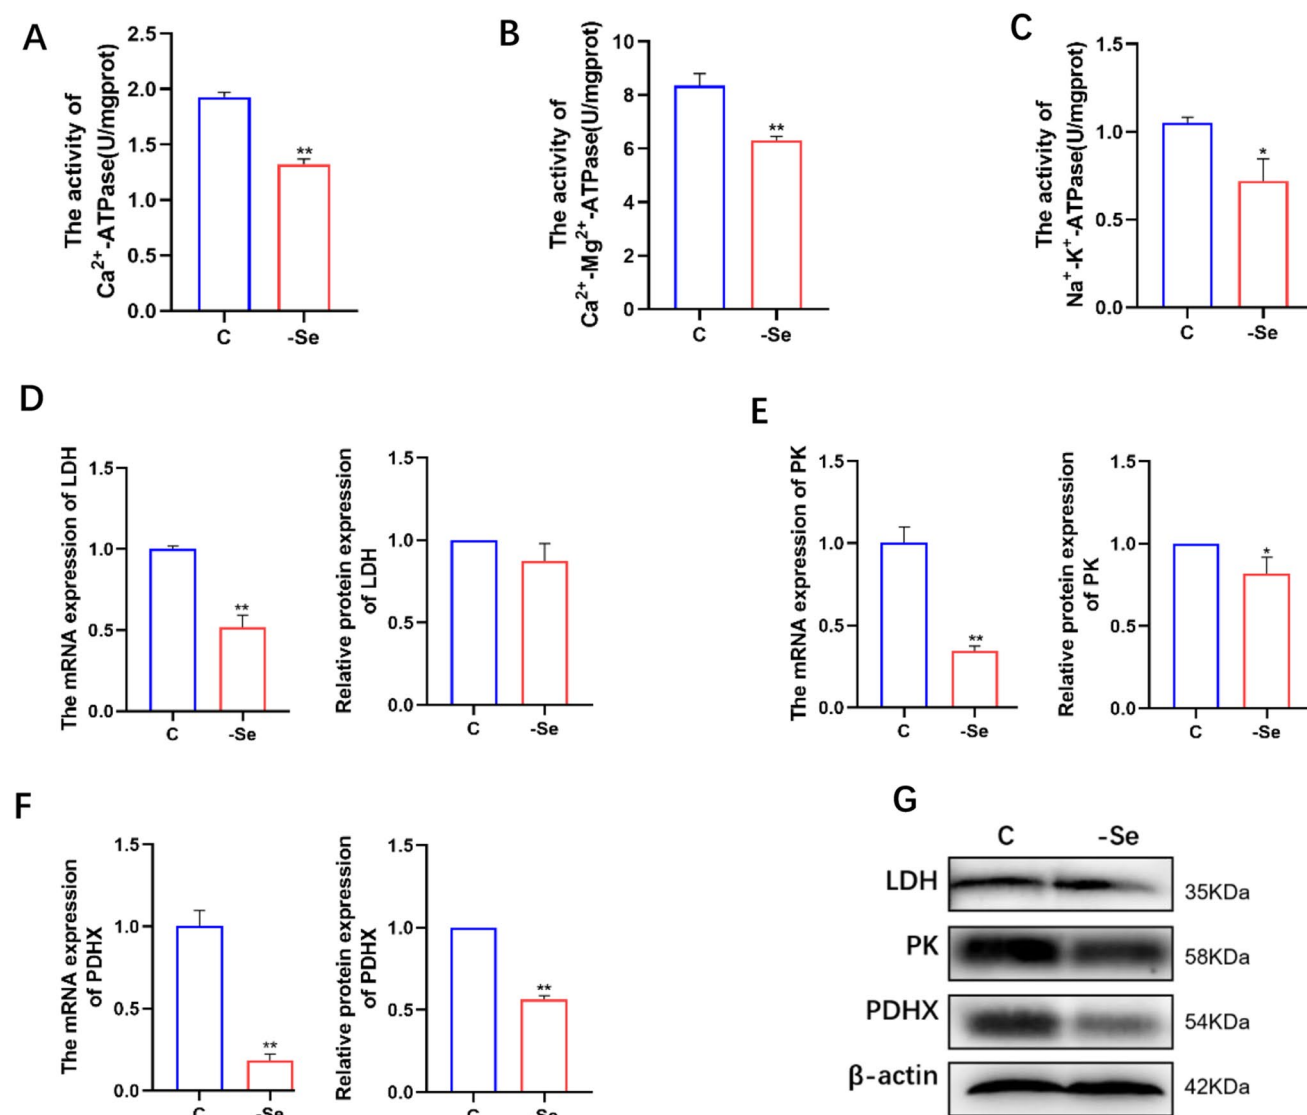 A
The activity of
Ca2+-ATPase(U/mgprot)
2.5
2.0
1.5
1.0
0.5
0.0
**
C
-Se
B
The activity of
Ca2+-Mg2+-ATPase(U/mgprot)
10
8
6
4
2
0
**
C
-Se
C
The activity of
Na+-K+-ATPase(U/mgprot)
1.5
1.0
0.5
0.0
*
C
-Se
D
The mRNA expression of LDH
1.5
1.0
0.5
0.0
**
C
-Se
Relative protein expression
of LDH
1.5
1.0
0.5
0.0
C
-Se
E
The mRNA expression of PK
1.5
1.0
0.5
0.0
**
C
-Se
Relative protein expression
of PK
1.5
1.0
0.5
0.0
*
C
-Se
F
The mRNA expression
of PDHX
1.5
1.0
0.5
0.0
**
C
-Se
Relative protein expression
of PDHX
1.5
1.0
0.5
0.0
**
C
-Se
G
C -Se
LDH 35KDa
PK 58KDa
PDHX 54KDa
β-actin 42KDa